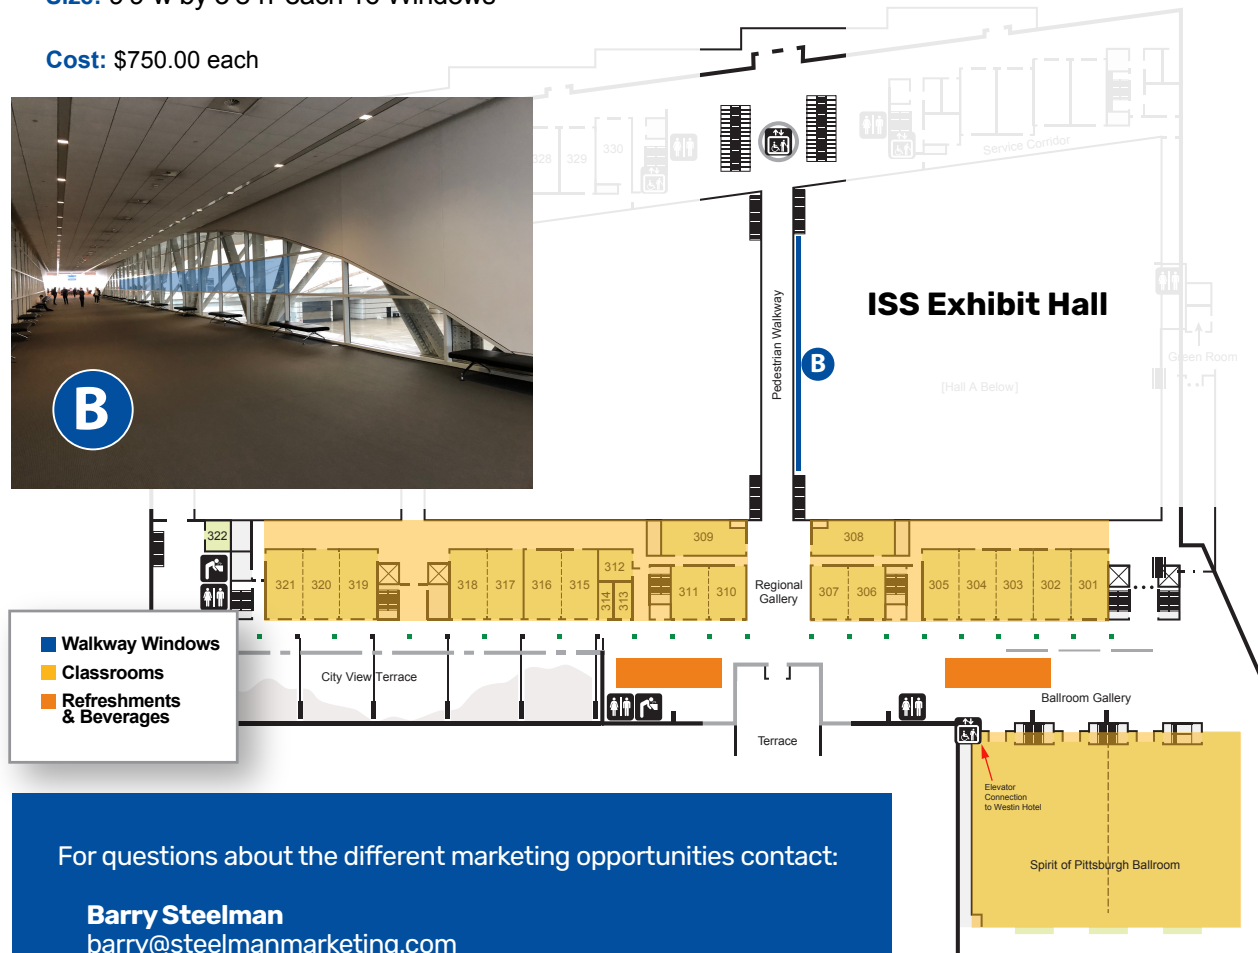 Cost: $750.00 each
B
328
329
330
Service Corridor
ISS Exhibit Hall
Pedestrian Walkway
B
Green Room
[Hall A Below]
322
309
308
321
320
319
318
317
316
315
312
314
313
311
310
Regional
Gallery
307
306
305
304
303
302
301
Walkway Windows
Classrooms
Refreshments
& Beverages
City View Terrace
Terrace
Ballroom Gallery
Elevator
Connection
to Westin Hotel
Spirit of Pittsburgh Ballroom
For questions about the different marketing opportunities contact:
Barry Steelman
barry@steelmanmarketing.com